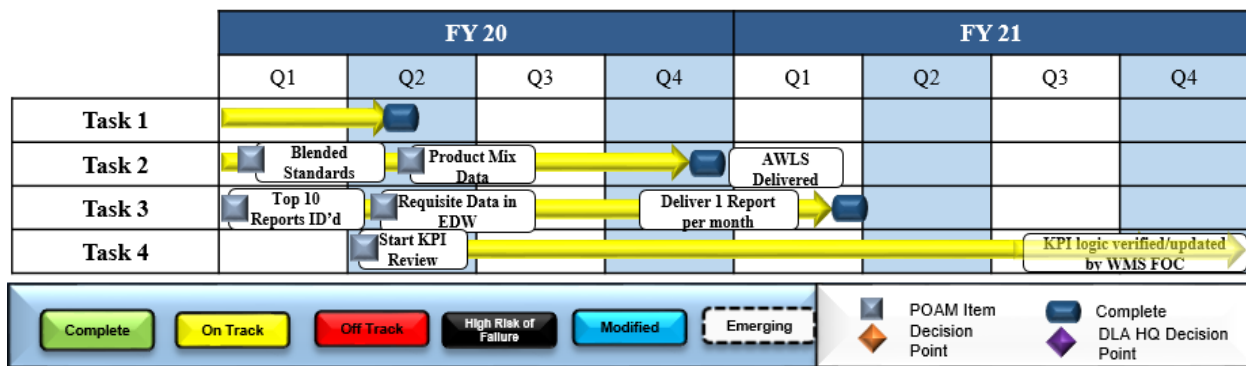 FY 20 FY 21
Q1 Q2 Q3 Q4 Q1 Q2 Q3 Q4
Task 1
Task 2
Blended
Standards
Product Mix
Data
AWLS
Delivered
Task 3
Top 10
Reports ID’d
Requisite Data in
EDW
Deliver 1 Report
per month
Task 4
Start KPI
Review
KPI logic verified/updated
by WMS FOC
Complete
On Track
Off Track
High Risk of
Failure
Modified
Emerging
POAM Item
Decision
Point
Complete
DLA HQ Decision
Point